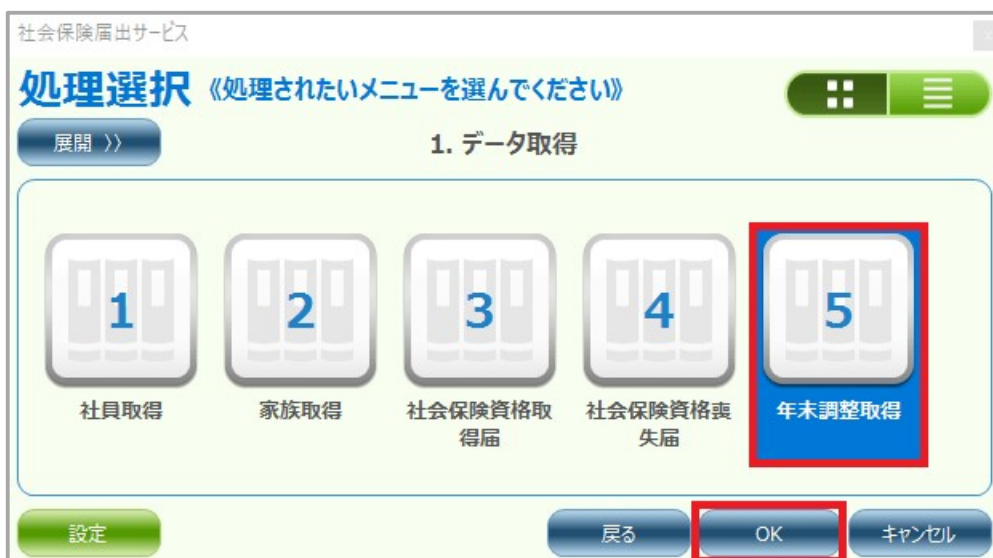 社会保険届出サービス
処理選択 《処理されたいメニューを選んでください》
展開 》
1. データ取得
1
2
3
4
5
社員取得
家族取得
社会保険資格取
得届
社会保険資格喪
失届
年末調整取得
設定
戻る
OK
キャンセル